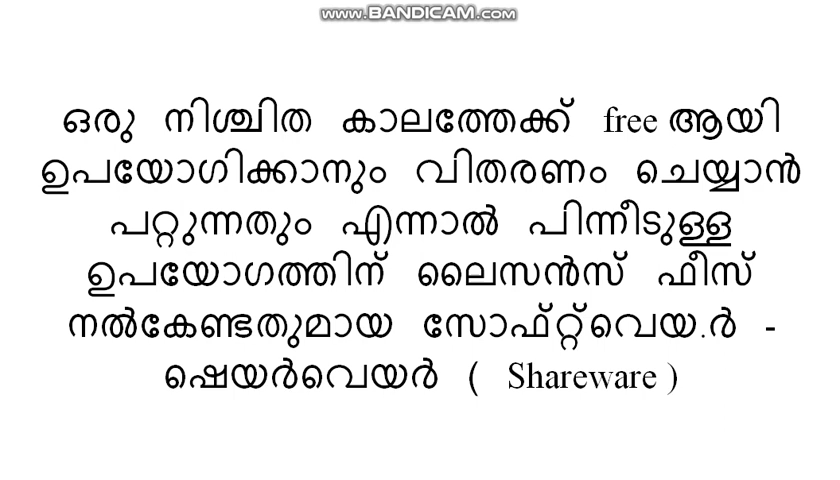 www.BANDICAM.com
ഒരു നിശ്ചിത കാലത്തേക്ക് free ആയി
ഉപയോഗിക്കാനും വിതരണം ചെയ്യാൻ
പറ്റുന്നതും എന്നാൽ പിന്നീടുള്ള
ഉപയോഗത്തിന് ലൈസൻസ് ഫീസ്
നൽകേണ്ടതുമായ സോഫ്റ്റ്‌വെയ.ർ -
ഷെയർവെയർ ( Shareware )